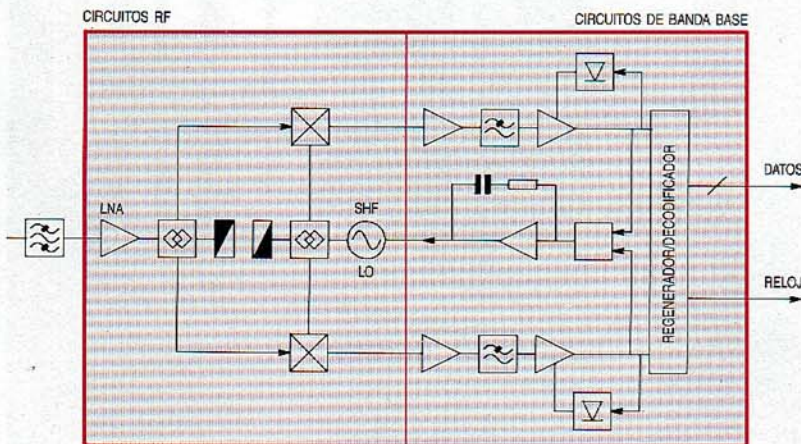 CIRCUITOS RF
CIRCUITOS DE BANDA BASE
LNA
SHF
LO
REGENERADOR/DECODIFICADOR
DATOS
RELOJ